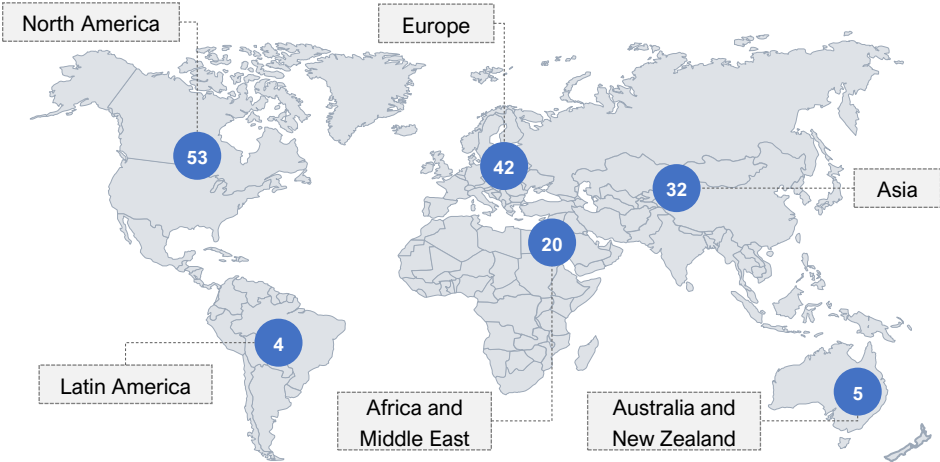 North America
Europe
53
42
32
Asia
20
4
Latin America
5
Africa and
Middle East
Australia and
New Zealand